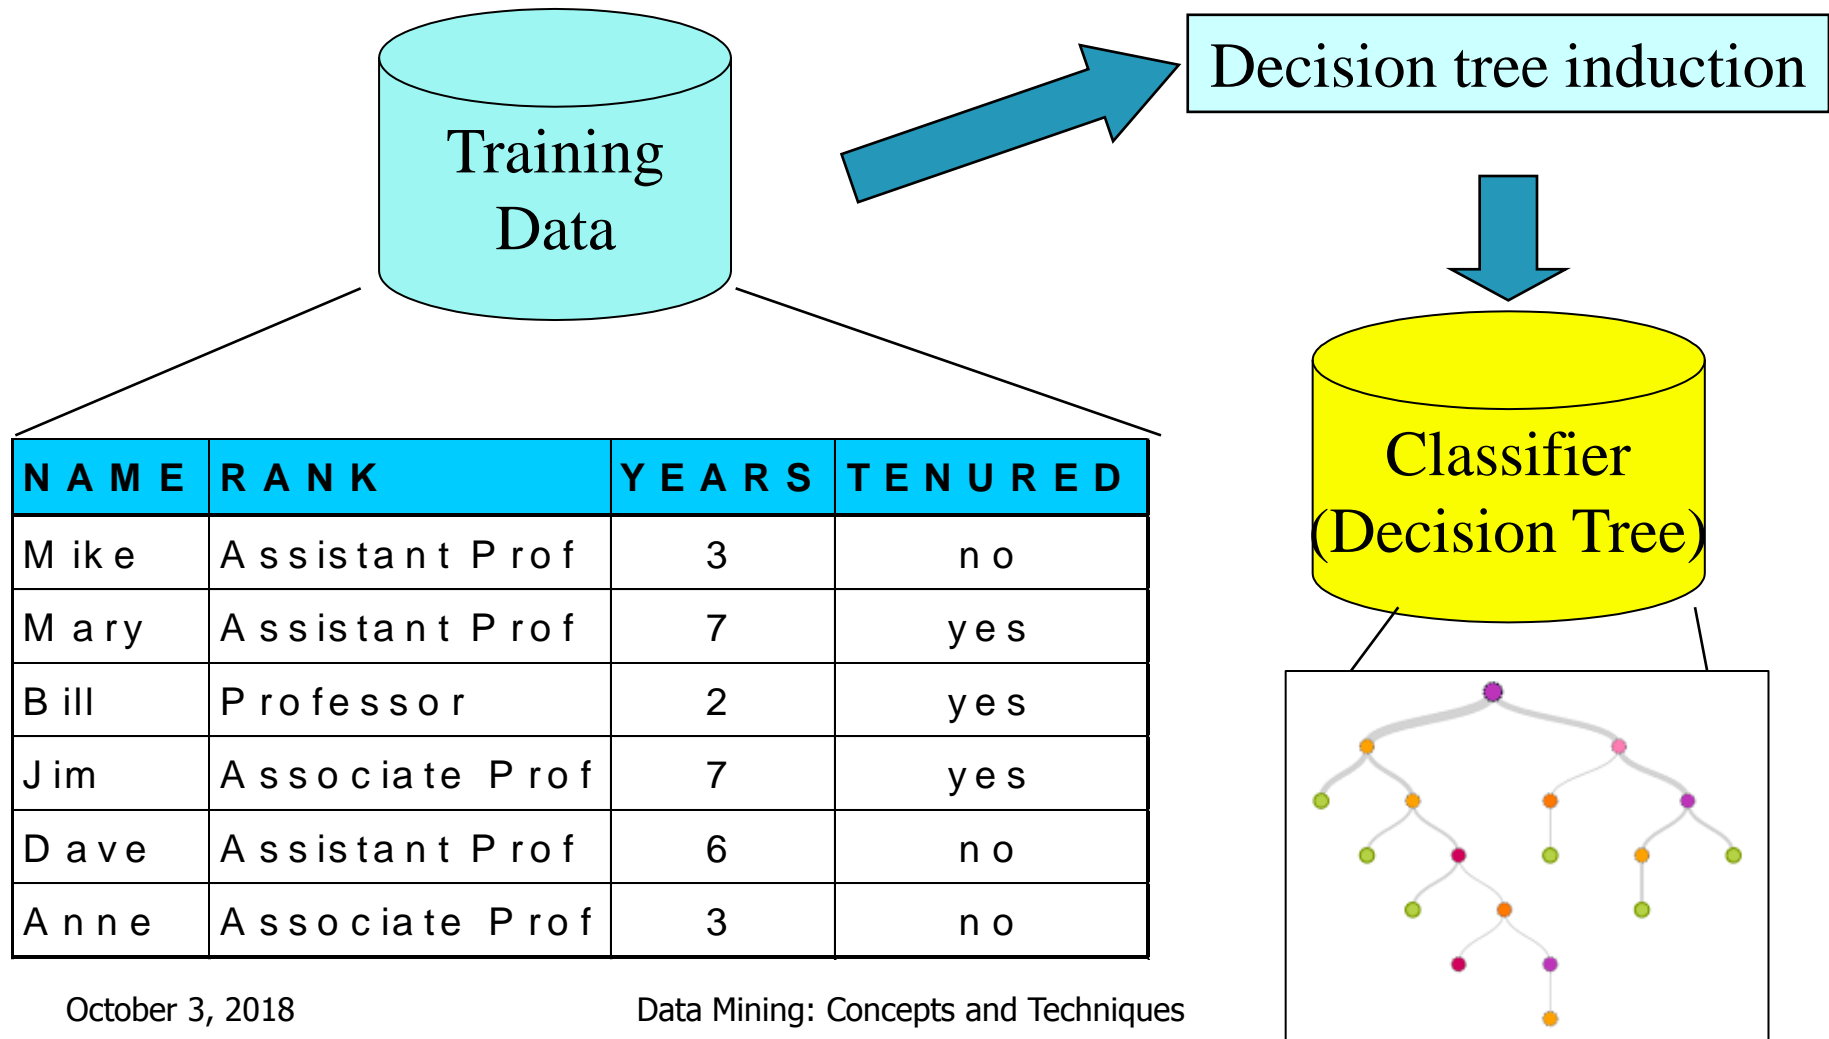 Training
Data
Decision tree induction
Classifier
(Decision Tree)
NAME RANK YEARS TENURED
Mike Assistant Prof 3 no
Mary Assistant Prof 7 yes
Bill Professor 2 yes
Jim Associate Prof 7 yes
Dave Assistant Prof 6 no
Anne Associate Prof 3 no
October 3, 2018 Data Mining: Concepts and Techniques